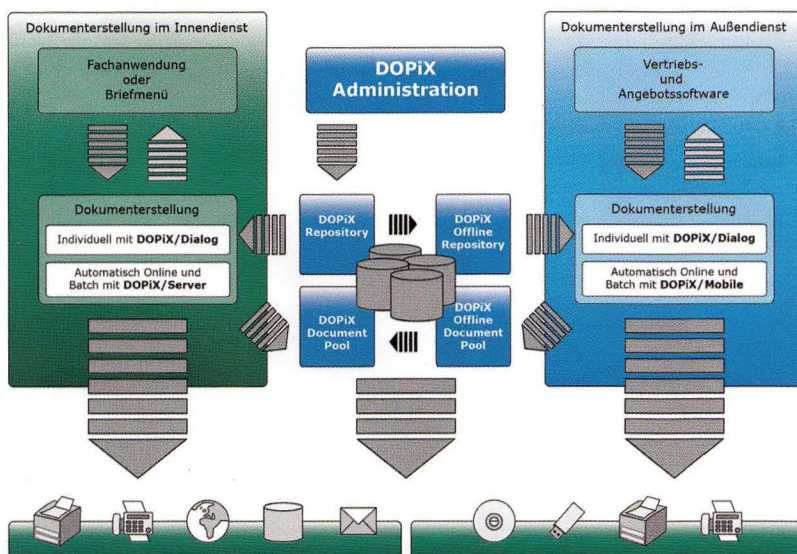 Dokumenterstellung im Innendienst
Fachanwendung
oder
Briefmenü
Dokumenterstellung
Individuell mit DOPiX/Dialog
Automatisch Online und
Batch mit DOPiX/Server
DOPiX
Administration
DOPiX
Repository
DOPiX
Offline
Repository
DOPiX
Document
Pool
DOPiX
Offline
Document
Pool
Dokumenterstellung im Außendienst
Vertriebs-
und
Angebotssoftware
Dokumenterstellung
Individuell mit DOPiX/Dialog
Automatisch Online und
Batch mit DOPiX/Mobile